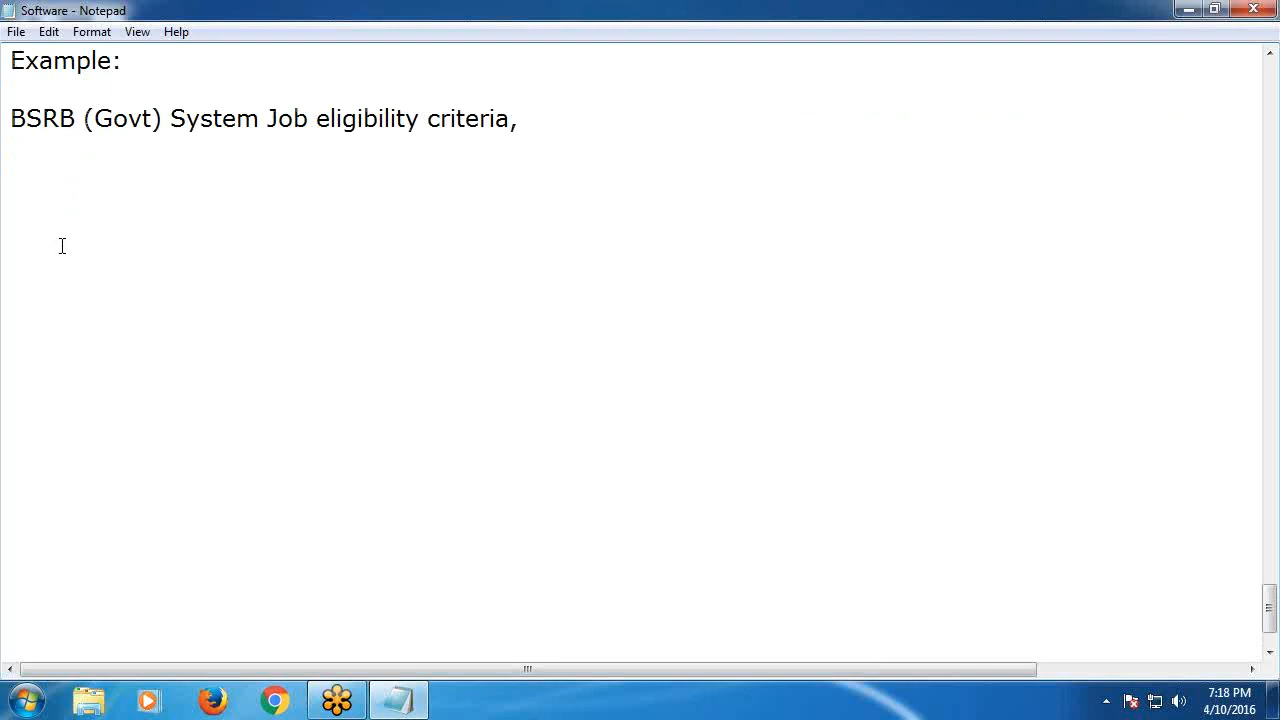 Software - Notepad
File Edit Format View Help
Example:
BSRB (Govt) System Job eligibility criteria,
7:18 PM
4/10/2016